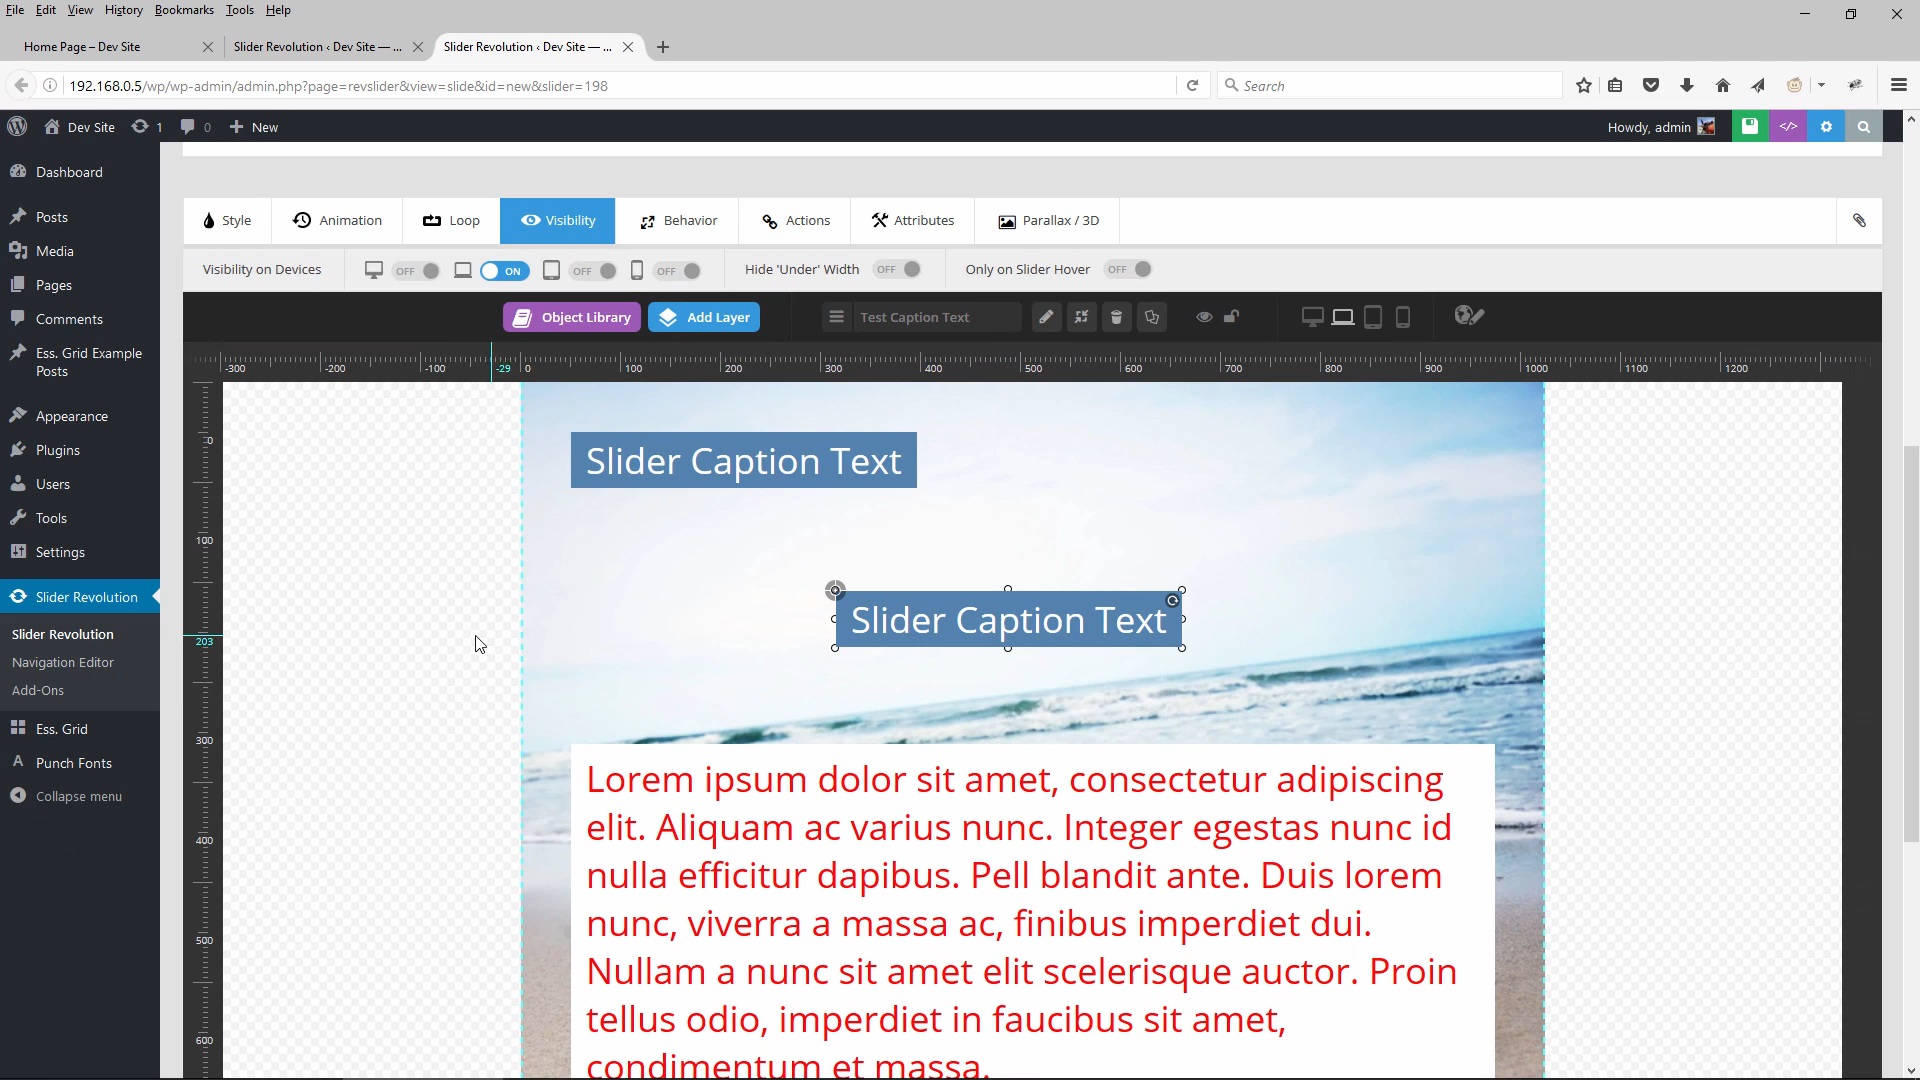 File Edit View History Bookmarks Tools Help
Home Page – Dev Site
Slider Revolution ‹ Dev Site — ...
Slider Revolution ‹ Dev Site — ...
192.168.0.5/wp/wp-admin/admin.php?page=revslider&view=slide&id=new&slider=198
Search
Dev Site 1 0 New
Howdy, admin
Dashboard
Posts
Media
Pages
Comments
Ess. Grid Example
Posts
Appearance
Plugins
Users
Tools
Settings
Slider Revolution
Slider Revolution
Navigation Editor
Add-Ons
Ess. Grid
Punch Fonts
Collapse menu
Style Animation Loop Visibility Behavior Actions Attributes Parallax / 3D
Visibility on Devices OFF ON OFF OFF Hide 'Under' Width OFF Only on Slider Hover OFF
Object Library Add Layer Test Caption Text
-300 -200 -100 -29 0 100 200 300 400 500 600 700 800 900 1000 1100 1200
0
100
203
300
400
500
600
Slider Caption Text
Slider Caption Text
Lorem ipsum dolor sit amet, consectetur adipiscing
elit. Aliquam ac varius nunc. Integer egestas nunc id
nulla efficitur dapibus. Pell blandit ante. Duis lorem
nunc, viverra a massa ac, finibus imperdiet dui.
Nullam a nunc sit amet elit scelerisque auctor. Proin
tellus odio, imperdiet in faucibus sit amet,
condimentum et massa.